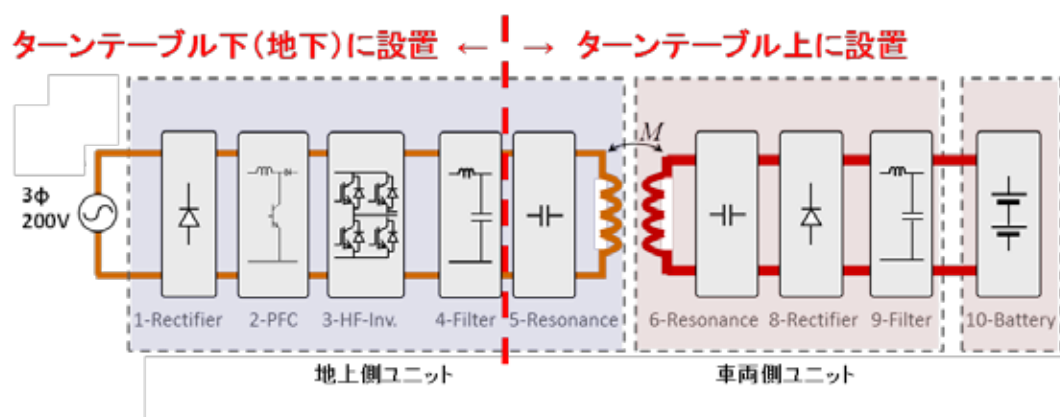 ターンテーブル下(地下)に設置 ← → ターンテーブル上に設置
M
3Φ
200V
1-Rectifier 2-PFC 3-HF-Inv. 4-Filter 5-Resonance 6-Resonance 8-Rectifier 9-Filter 10-Battery
地上側ユニット 車両側ユニット